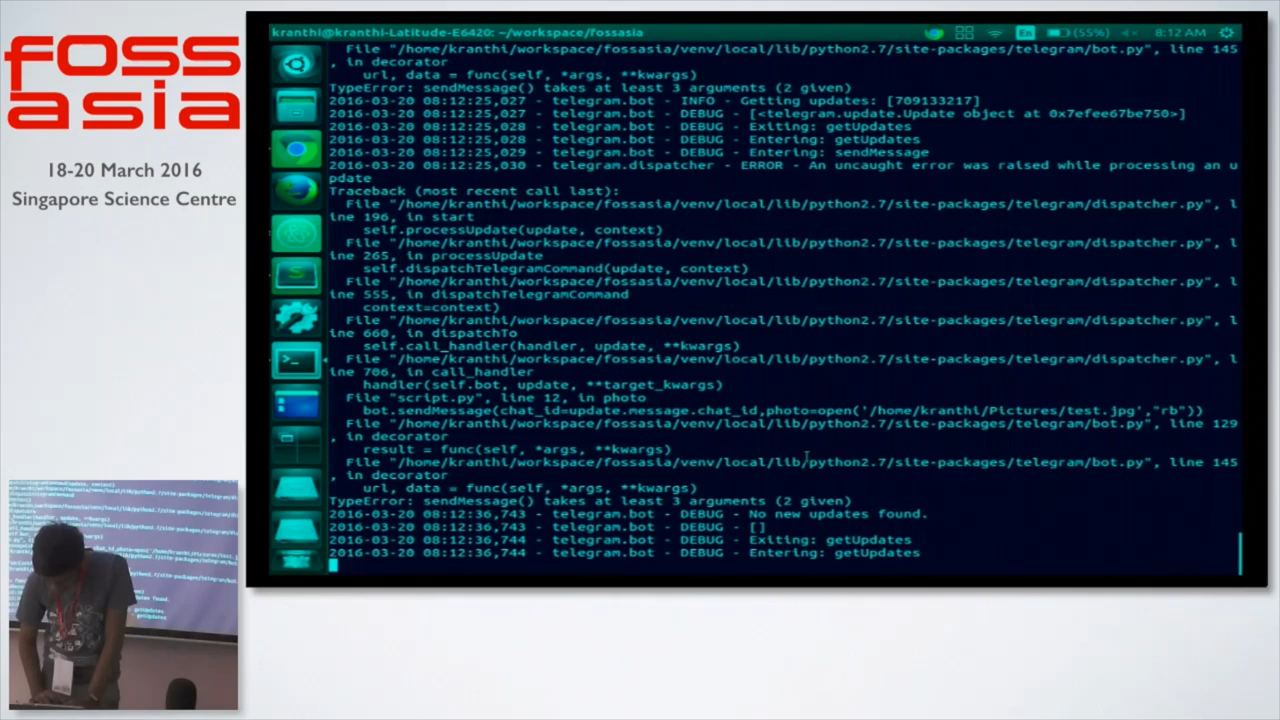 foss
asia
18-20 March 2016
Singapore Science Centre
kranthi@kranthi-Latitude-E6420: ~/workspace/fossasia
En
(55%)
8:12 AM
File "/home/kranthi/workspace/fossasia/venv/local/lib/python2.7/site-packages/telegram/bot.py", line 145
, in decorator
url, data = func(self, *args, **kwargs)
TypeError: sendMessage() takes at least 3 arguments (2 given)
2016-03-20 08:12:25,027 - telegram.bot - INFO - Getting updates: [709133217]
2016-03-20 08:12:25,028 - telegram.bot - DEBUG - [<telegram.update.Update object at 0x7efee67be750>]
2016-03-20 08:12:25,028 - telegram.bot - DEBUG - Exiting: getUpdates
2016-03-20 08:12:25,028 - telegram.bot - DEBUG - Entering: getUpdates
2016-03-20 08:12:25,029 - telegram.bot - DEBUG - Entering: sendMessage
2016-03-20 08:12:25,030 - telegram.dispatcher - ERROR - An uncaught error was raised while processing an u
pdate
Traceback (most recent call last):
File "/home/kranthi/workspace/fossasia/venv/local/lib/python2.7/site-packages/telegram/dispatcher.py", l
ine 196, in start
self.processUpdate(update, context)
File "/home/kranthi/workspace/fossasia/venv/local/lib/python2.7/site-packages/telegram/dispatcher.py", l
ine 265, in processUpdate
self.dispatchTelegramCommand(update, context)
File "/home/kranthi/workspace/fossasia/venv/local/lib/python2.7/site-packages/telegram/dispatcher.py", l
ine 555, in dispatchTelegramCommand
context=context)
File "/home/kranthi/workspace/fossasia/venv/local/lib/python2.7/site-packages/telegram/dispatcher.py", l
ine 660, in dispatchTo
self.call_handler(handler, update, **kwargs)
File "/home/kranthi/workspace/fossasia/venv/local/lib/python2.7/site-packages/telegram/dispatcher.py", l
ine 706, in call_handler
handler(self.bot, update, **target_kwargs)
File "script.py", line 12, in photo
bot.sendMessage(chat_id=update.message.chat_id,photo=open('/home/kranthi/Pictures/test.jpg',"rb"))
File "/home/kranthi/workspace/fossasia/venv/local/lib/python2.7/site-packages/telegram/bot.py", line 129
, in decorator
result = func(self, *args, **kwargs)
File "/home/kranthi/workspace/fossasia/venv/local/lib/python2.7/site-packages/telegram/bot.py", line 145
, in decorator
url, data = func(self, *args, **kwargs)
TypeError: sendMessage() takes at least 3 arguments (2 given)
2016-03-20 08:12:36,743 - telegram.bot - DEBUG - No new updates found.
2016-03-20 08:12:36,743 - telegram.bot - DEBUG - []
2016-03-20 08:12:36,744 - telegram.bot - DEBUG - Exiting: getUpdates
2016-03-20 08:12:36,744 - telegram.bot - DEBUG - Entering: getUpdates